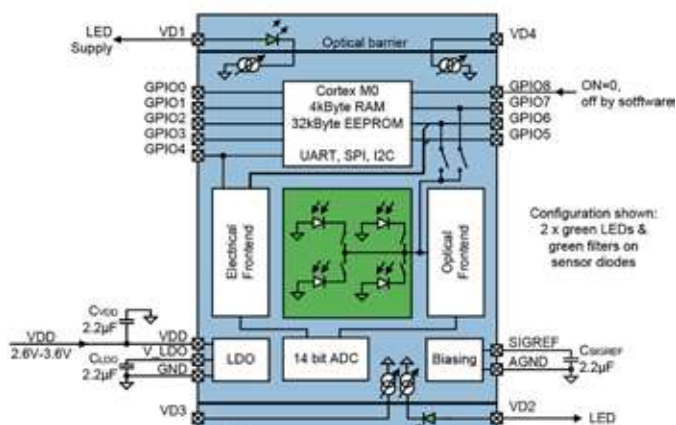 LED
Supply
VD1
Optical barrier
VD4
GPIO0
GPIO1
GPIO2
GPIO3
GPIO4
Cortex M0
4kByte RAM
32kByte EEPROM
UART, SPI, I2C
GPIO8
GPIO7
GPIO6
GPIO5
ON=0,
off by sotftware
Electrical
Frontend
Optical
Frontend
Configuration shown:
2 x green LEDs &
green filters on
sensor diodes
CVDD
2.2µF
VDD
2.6V-3.6V
VDD
V_LDO
GND
CLDO
2.2µF
LDO
14 bit ADC
Biasing
SIGREF
AGND
CSIGREF
2.2µF
VD3
VD2
LED